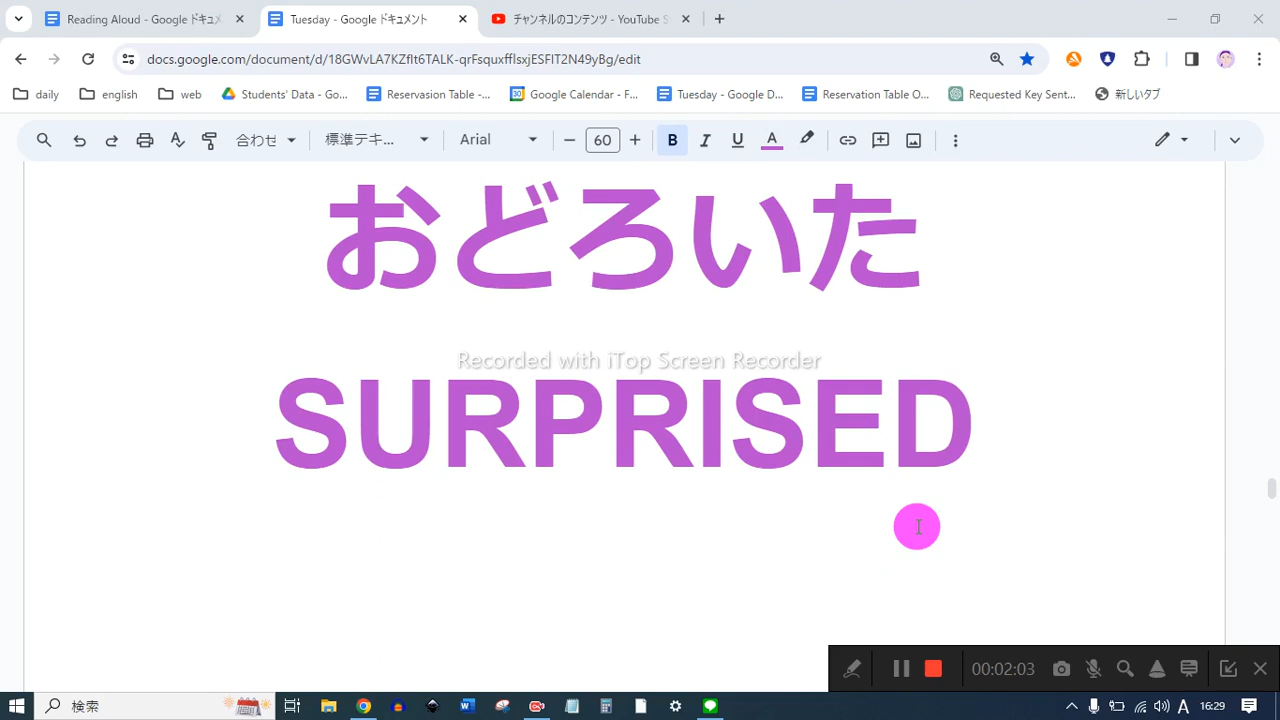 Reading Aloud - Google ドキュメ
Tuesday - Google ドキュメント
チャンネルのコンテンツ - YouTube S
docs.google.com/document/d/18GWvLA7KZfIt6TALK-qrFsquxfflsxjESFIT2N49yBg/edit
daily
english
web
Students' Data - Go...
Reservasion Table -...
Google Calendar - F...
Tuesday - Google D...
Reservation Table O...
Requested Key Sent...
新しいタブ
合わせ
標準テキ...
Arial
60
B
I
U
A
おどろいた
Recorded with iTop Screen Recorder
SURPRISED
00:02:03
検索
A
16:29